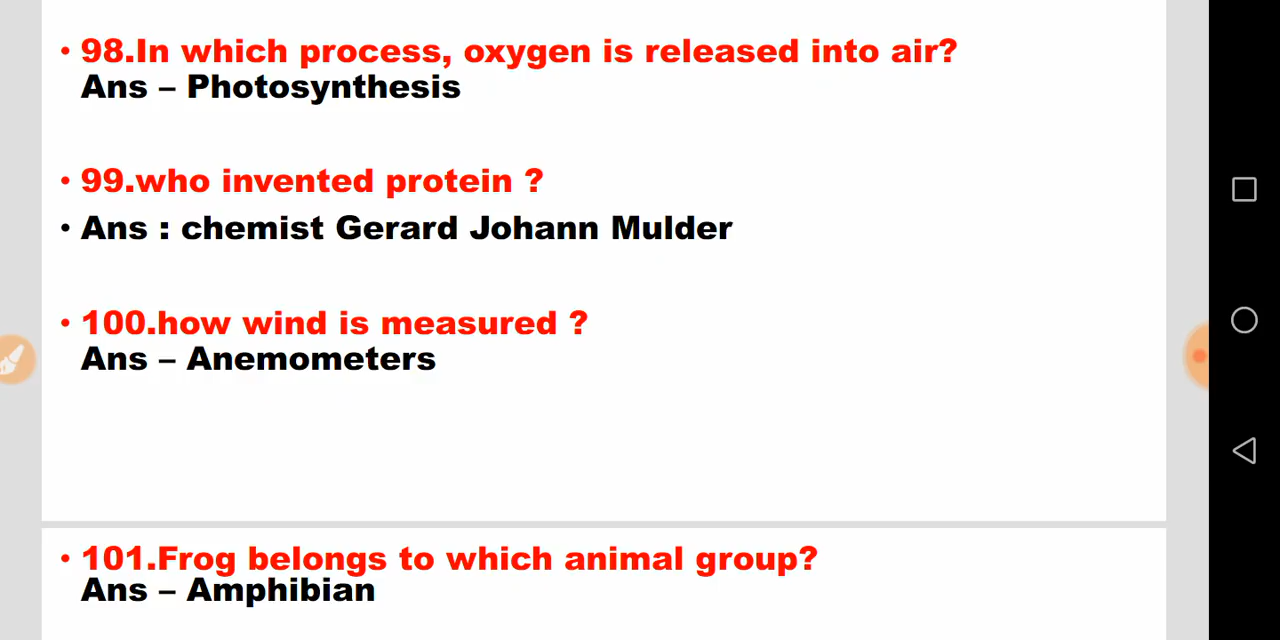 • 98.In which process, oxygen is released into air?
Ans – Photosynthesis
• 99.who invented protein ?
• Ans : chemist Gerard Johann Mulder
• 100.how wind is measured ?
Ans – Anemometers
• 101.Frog belongs to which animal group?
Ans – Amphibian